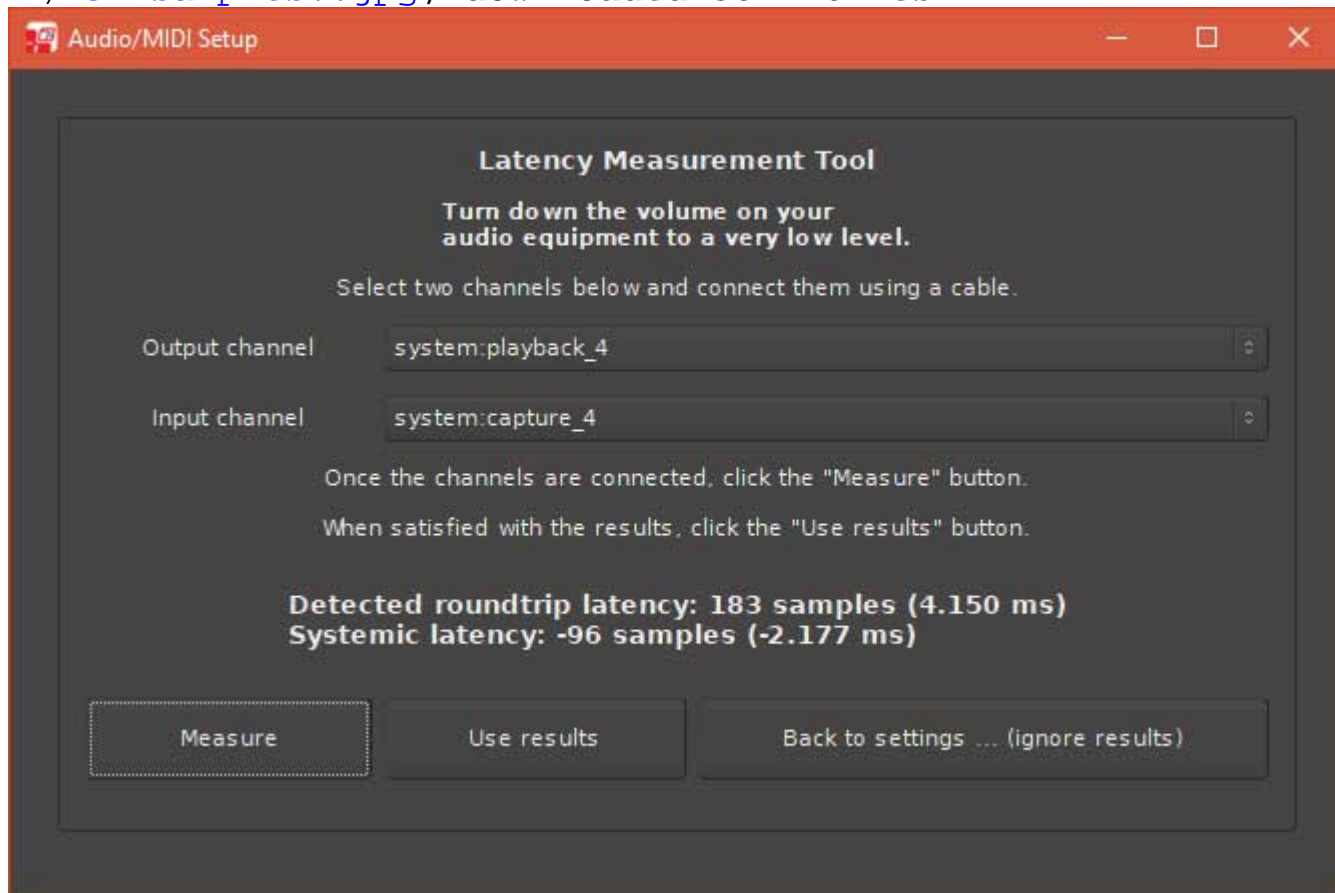 Audio/MIDI Setup
Latency Measurement Tool
Turn down the volume on your
audio equipment to a very low level.
Select two channels below and connect them using a cable.
Output channel system:playback_4
Input channel system:capture_4
Once the channels are connected, click the "Measure" button.
When satisfied with the results, click the "Use results" button.
Detected roundtrip latency: 183 samples (4.150 ms)
Systemic latency: -96 samples (-2.177 ms)
Measure Use results Back to settings ... (ignore results)